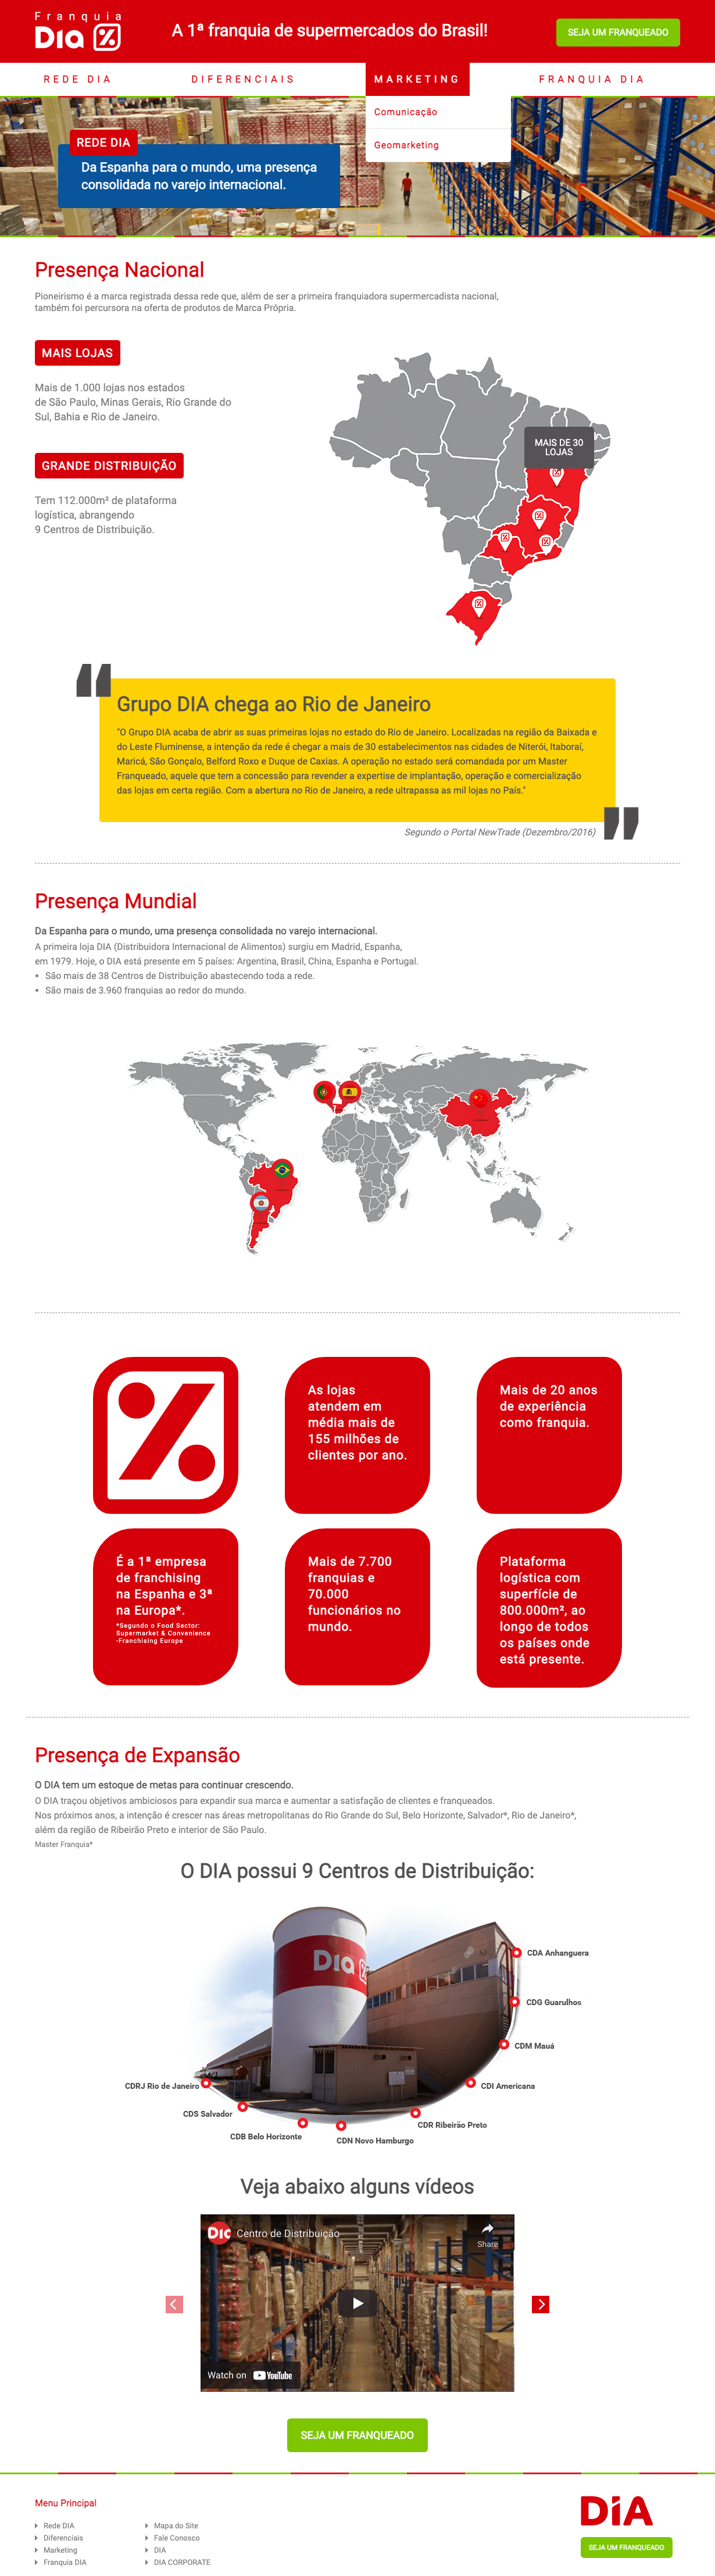 Franquia
Dia %
A 1ª franquia de supermercados do Brasil!
SEJA UM FRANQUEADO
REDE DIA
DIFERENCIAIS
MARKETING
FRANQUIA DIA
Comunicação
Geomarketing
REDE DIA
Da Espanha para o mundo, uma presença
consolidada no varejo internacional.
Presença Nacional
Pioneirismo é a marca registrada dessa rede que, além de ser a primeira franquiadora supermercadista nacional,
também foi percursora na oferta de produtos de Marca Própria.
MAIS LOJAS
Mais de 1.000 lojas nos estados
de São Paulo, Minas Gerais, Rio Grande do
Sul, Bahia e Rio de Janeiro.
GRANDE DISTRIBUIÇÃO
Tem 112.000m² de plataforma
logística, abrangendo
9 Centros de Distribuição.
MAIS DE 30
LOJAS
Grupo DIA chega ao Rio de Janeiro
"O Grupo DIA acaba de abrir as suas primeiras lojas no estado do Rio de Janeiro. Localizadas na região da Baixada e
do Leste Fluminense, a intenção da rede é chegar a mais de 30 estabelecimentos nas cidades de Niterói, Itaboraí,
Maricá, São Gonçalo, Belford Roxo e Duque de Caxias. A operação no estado será comandada por um Master
Franqueado, aquele que tem a concessão para revender a expertise de implantação, operação e comercialização
das lojas em certa região. Com a abertura no Rio de Janeiro, a rede ultrapassa as mil lojas no País."
Segundo o Portal NewTrade (Dezembro/2016)
Presença Mundial
Da Espanha para o mundo, uma presença consolidada no varejo internacional.
A primeira loja DIA (Distribuidora Internacional de Alimentos) surgiu em Madrid, Espanha,
em 1979. Hoje, o DIA está presente em 5 países: Argentina, Brasil, China, Espanha e Portugal.
• São mais de 38 Centros de Distribuição abastecendo toda a rede.
• São mais de 3.960 franquias ao redor do mundo.
As lojas
atendem em
média mais de
155 milhões de
clientes por ano.
Mais de 20 anos
de experiência
como franquia.
É a 1ª empresa
de franchising
na Espanha e 3ª
na Europa*.
*Segundo o Food Sector:
Supermarket & Convenience
-Franchising Europe
Mais de 7.700
franquias e
70.000
funcionários no
mundo.
Plataforma
logística com
superfície de
800.000m², ao
longo de todos
os países onde
está presente.
Presença de Expansão
O DIA tem um estoque de metas para continuar crescendo.
O DIA traçou objetivos ambiciosos para expandir sua marca e aumentar a satisfação de clientes e franqueados.
Nos próximos anos, a intenção é crescer nas áreas metropolitanas do Rio Grande do Sul, Belo Horizonte, Salvador*, Rio de Janeiro*,
além da região de Ribeirão Preto e interior de São Paulo.
Master Franquia*
O DIA possui 9 Centros de Distribuição:
Dia %
CDA Anhanguera
CDG Guarulhos
CDM Mauá
CDI Americana
CDR Ribeirão Preto
CDN Novo Hamburgo
CDB Belo Horizonte
CDS Salvador
CDRJ Rio de Janeiro
Veja abaixo alguns vídeos
Centro de Distribuição
Share
Watch on YouTube
SEJA UM FRANQUEADO
Menu Principal
Rede DIA
Diferenciais
Marketing
Franquia DIA
Mapa do Site
Fale Conosco
DIA
DIA CORPORATE
DiA
SEJA UM FRANQUEADO